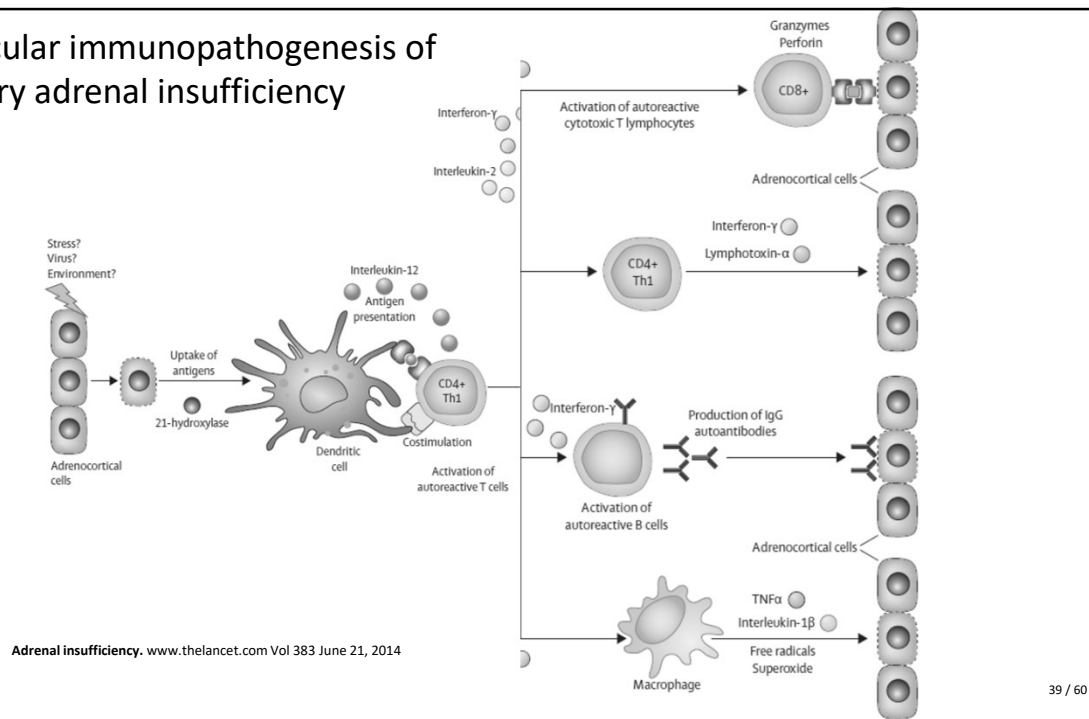 cular immunopathogenesis of
ry adrenal insufficiency
Granzymes
Perforin
CD8+
Interferon-γ
Activation of autoreactive
cytotoxic T lymphocytes
Interleukin-2
Adrenocortical cells
Interferon-γ
Lymphotoxin-α
CD4+
Th1
Stress?
Virus?
Environment?
Interleukin-12
Antigen
presentation
Uptake of
antigens
21-hydroxylase
CD4+
Th1
Costimulation
Dendritic
cell
Adrenocortical
cells
Activation of
autoreactive T cells
Interferon-γ
Production of IgG
autoantibodies
Activation of
autoreactive B cells
Adrenocortical cells
TNFα
Interleukin-1β
Free radicals
Superoxide
Macrophage
Adrenal insufficiency. www.thelancet.com Vol 383 June 21, 2014
39 / 60